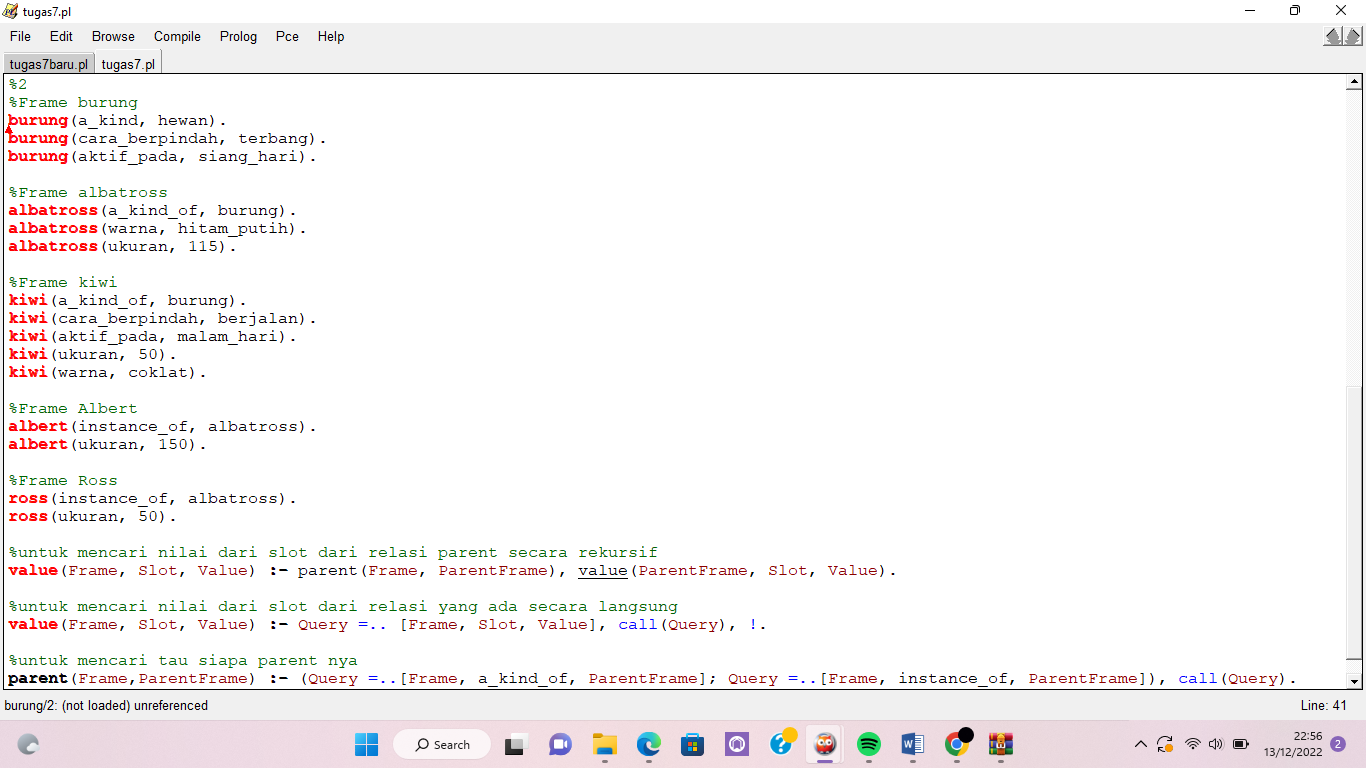 tugas7.pl
File Edit Browse Compile Prolog Pce Help
tugas7baru.pl tugas7.pl
%2
%Frame burung
burung(a_kind, hewan).
burung(cara_berpindah, terbang).
burung(aktif_pada, siang_hari).
%Frame albatross
albatross(a_kind_of, burung).
albatross(warna, hitam_putih).
albatross(ukuran, 115).
%Frame kiwi
kiwi(a_kind_of, burung).
kiwi(cara_berpindah, berjalan).
kiwi(aktif_pada, malam_hari).
kiwi(ukuran, 50).
kiwi(warna, coklat).
%Frame Albert
albert(instance_of, albatross).
albert(ukuran, 150).
%Frame Ross
ross(instance_of, albatross).
ross(ukuran, 50).
%untuk mencari nilai dari slot dari relasi parent secara rekursif
value(Frame, Slot, Value) :- parent(Frame, ParentFrame), value(ParentFrame, Slot, Value).
%untuk mencari nilai dari slot dari relasi yang ada secara langsung
value(Frame, Slot, Value) :- Query =.. [Frame, Slot, Value], call(Query), !.
%untuk mencari tau siapa parent nya
parent(Frame,ParentFrame) :- (Query =..[Frame, a_kind_of, ParentFrame]; Query =..[Frame, instance_of, ParentFrame]), call(Query).
burung/2: (not loaded) unreferenced Line: 41
Search
22:56
13/12/2022 2